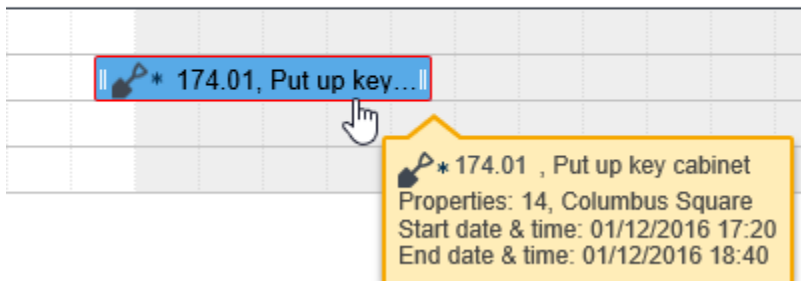 * 174.01, Put up key...
* 174.01 , Put up key cabinet
Properties: 14, Columbus Square
Start date & time: 01/12/2016 17:20
End date & time: 01/12/2016 18:40